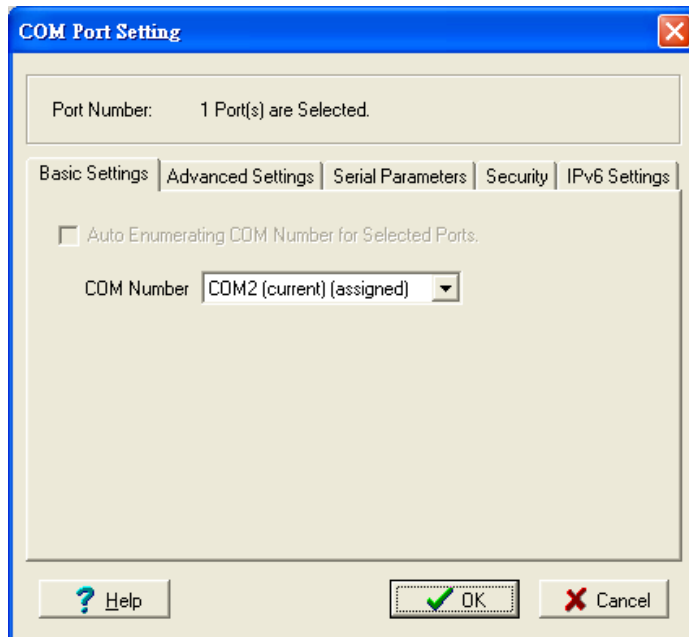 COM Port Setting
Port Number: 1 Port(s) are Selected.
Basic Settings Advanced Settings Serial Parameters Security IPv6 Settings
Auto Enumerating COM Number for Selected Ports.
COM Number COM2 (current) (assigned)
? Help OK Cancel